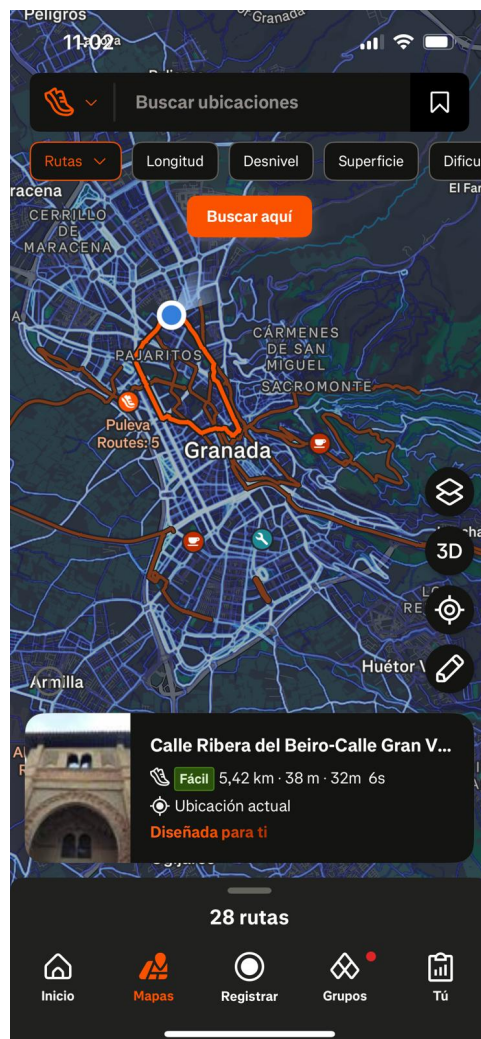 Peligros
Granada
11:02
Buscar ubicaciones
Rutas
Longitud
Desnivel
Superficie
Dificu
racena
El Far
Buscar aquí
CERRILLO
DE
MARACENA
CÁRMENES
DE SAN
MIGUEL
PAJARITOS
SACROMONTE
Puleva
Routes: 5
Granada
3D
Huétor V
Armilla
Calle Ribera del Beiro-Calle Gran V...
Fácil 5,42 km · 38 m · 32m 6s
Ubicación actual
Diseñada para ti
28 rutas
Inicio
Mapas
Registrar
Grupos
Tú